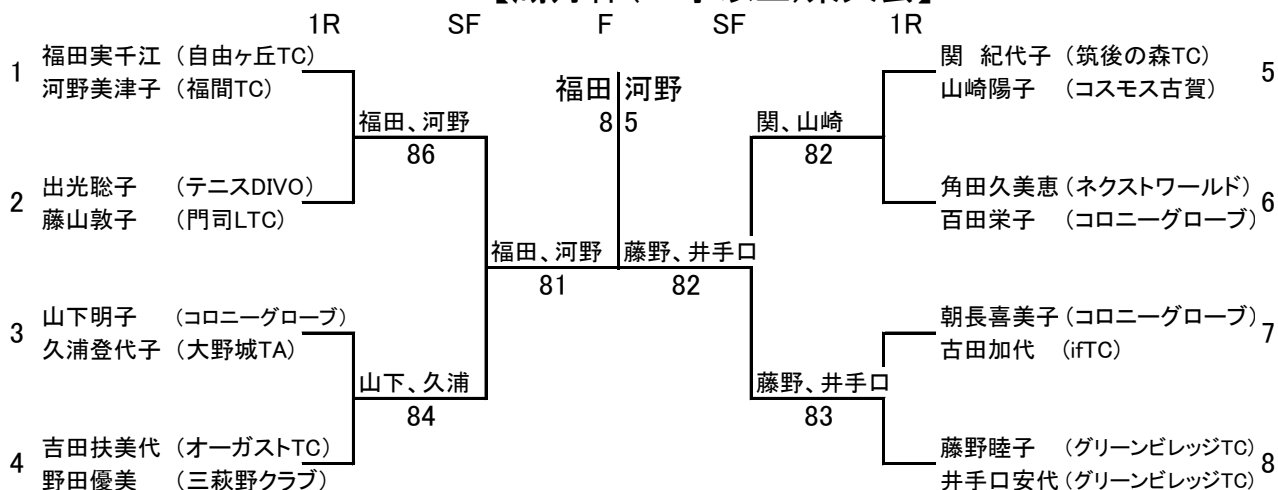 1R SF F SF 1R
1 福田実千江 (自由ヶ丘TC)
河野美津子 (福間TC)
福田、河野
86
2 出光聡子 (テニスDIVO)
藤山敦子 (門司LTC)
福田、河野
81
3 山下明子 (コロニーグローブ)
久浦登代子 (大野城TA)
山下、久浦
84
4 吉田扶美代 (オーガストTC)
野田優美 (三萩野クラブ)
福田 河野
8 5
関 紀代子 (筑後の森TC) 5
山崎陽子 (コスモス古賀)
関、山崎
82
角田久美恵 (ネクストワールド) 6
百田栄子 (コロニーグローブ)
藤野、井手口
82
朝長喜美子 (コロニーグローブ) 7
古田加代 (ifTC)
藤野、井手口
83
藤野睦子 (グリーンビレッジTC) 8
井手口安代 (グリーンビレッジTC)